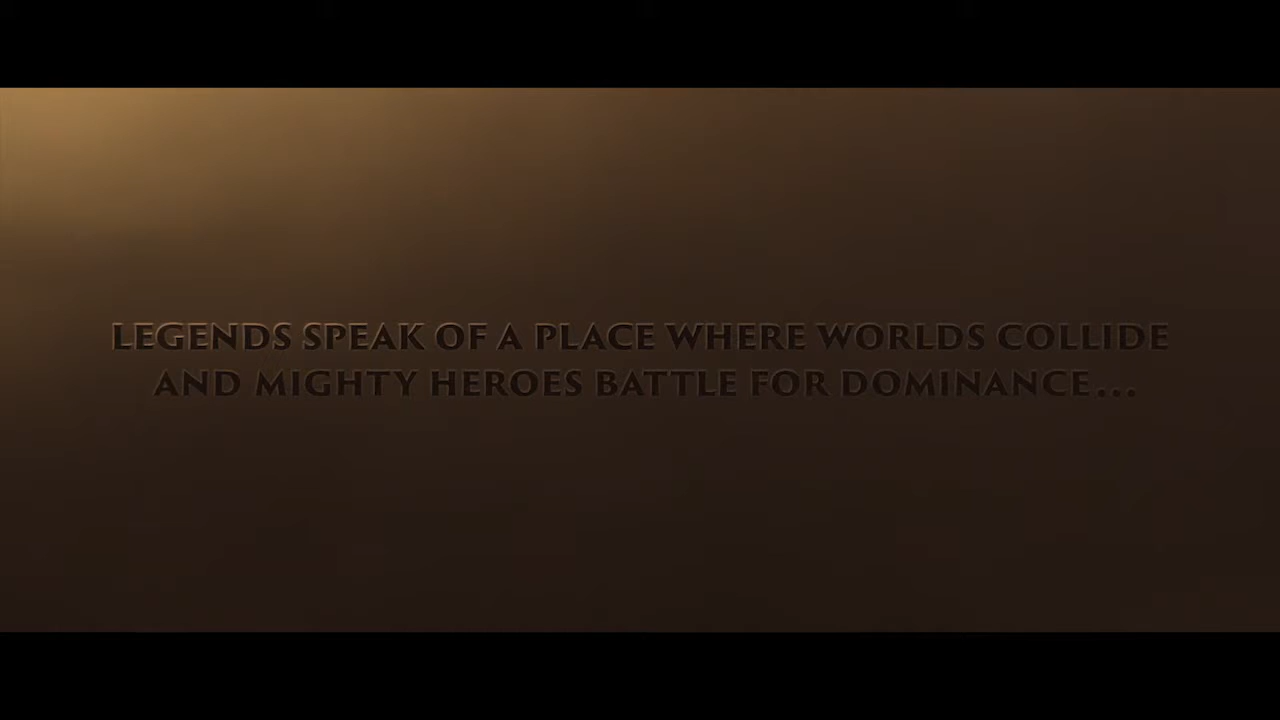 LEGENDS SPEAK OF A PLACE WHERE WORLDS COLLIDE
AND MIGHTY HEROES BATTLE FOR DOMINANCE...